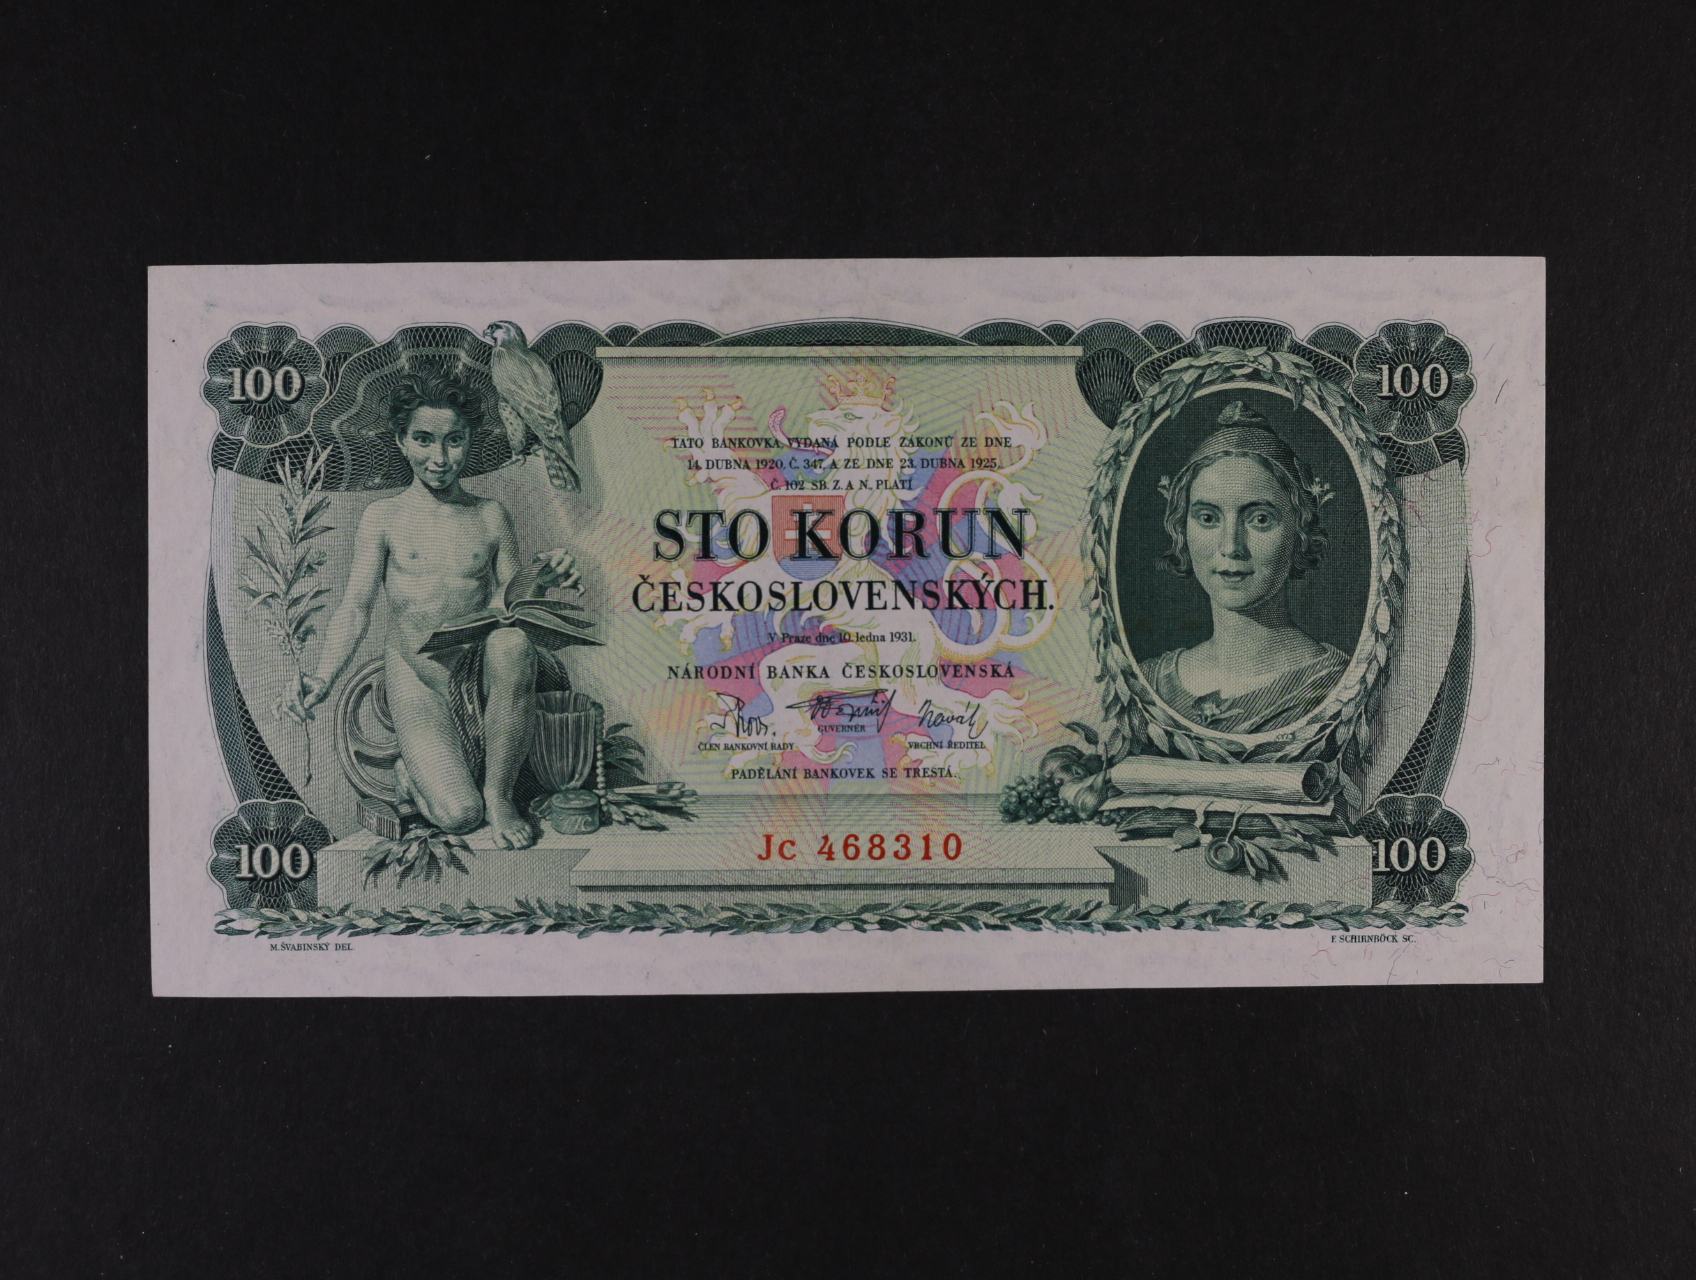 100
100
TATO BANKOVKA, VYDANÁ PODLE ZÁKONŮ ZE DNE
14. DUBNA 1920, Č. 347, A ZE DNE 23. DUBNA 1925,
Č. 102 SB. Z. A N., PLATÍ
STO KORUN
ČESKOSLOVENSKÝCH.
V Praze dne 10. ledna 1931.
NÁRODNÍ BANKA ČESKOSLOVENSKÁ
Novák
ČLEN BANKOVNÍ RADY
GUVERNÉR
VRCHNÍ ŘEDITEL
PADĚLÁNÍ BANKOVEK SE TRESTÁ.
Jc 468310
100
100
M. ŠVABINSKÝ DEL.
F. SCHIRNBÖCK SC.